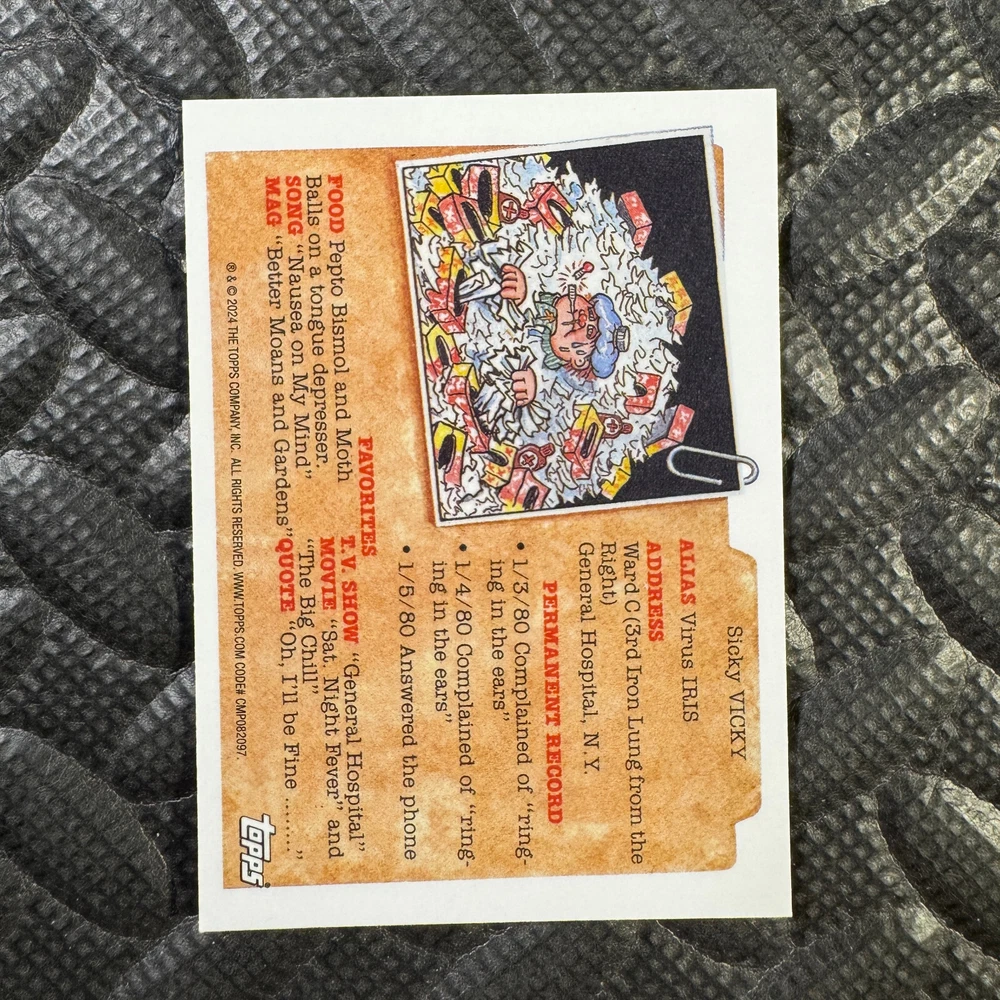 Sicky VICKY
ALIAS Virus IRIS
ADDRESS
Ward C (3rd Iron Lung from the
Right)
General Hospital, N.Y.
PERMANENT RECORD
• 1/3/80 Complained of “ring-
ing in the ears”
• 1/4/80 Complained of “ring-
ing in the ears”
• 1/5/80 Answered the phone
FAVORITES
FOOD Pepto Bismol and Moth
Balls on a tongue depresser.
SONG “Nausea on My Mind”
MAG “Better Moans and Gardens”
T.V. SHOW “General Hospital”
MOVIE “Sat. Night Fever” and
“The Big Chill”
QUOTE “Oh, I'll be Fine .........”
® & © 2024 THE TOPPS COMPANY, INC. ALL RIGHTS RESERVED. WWW.TOPPS.COM CODE# CMP082097.
topps